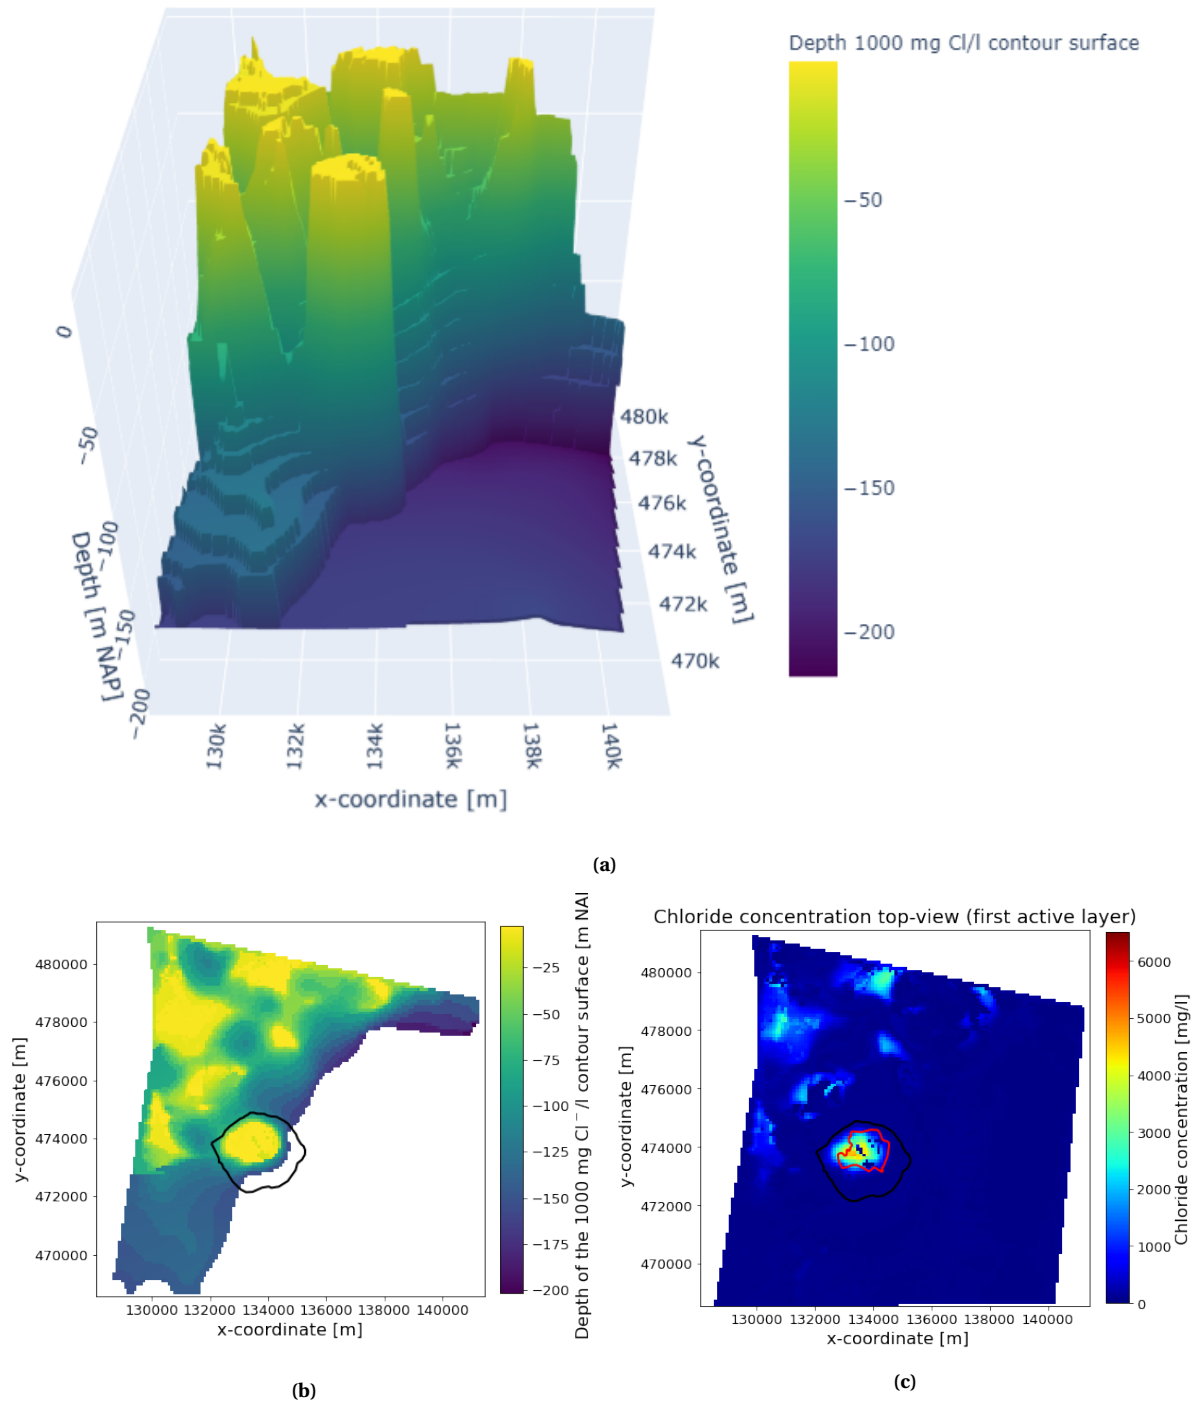 Depth 1000 mg Cl/l contour surface
−50
−100
−150
−200
0
−50
−100
−150
−200
Depth [m NAP]
480k
478k
476k
474k
472k
470k
y-coordinate [m]
130k
132k
134k
136k
138k
140k
x-coordinate [m]
(a)
480000
478000
476000
474000
472000
470000
y-coordinate [m]
130000 132000 134000 136000 138000 140000
x-coordinate [m]
−25
−50
−75
−100
−125
−150
−175
−200
Depth of the 1000 mg Cl⁻/l contour surface [m NAI
(b)
Chloride concentration top-view (first active layer)
480000
478000
476000
474000
472000
470000
y-coordinate [m]
130000 132000 134000 136000 138000 140000
x-coordinate [m]
6000
5000
4000
3000
2000
1000
0
Chloride concentration [mg/l]
(c)